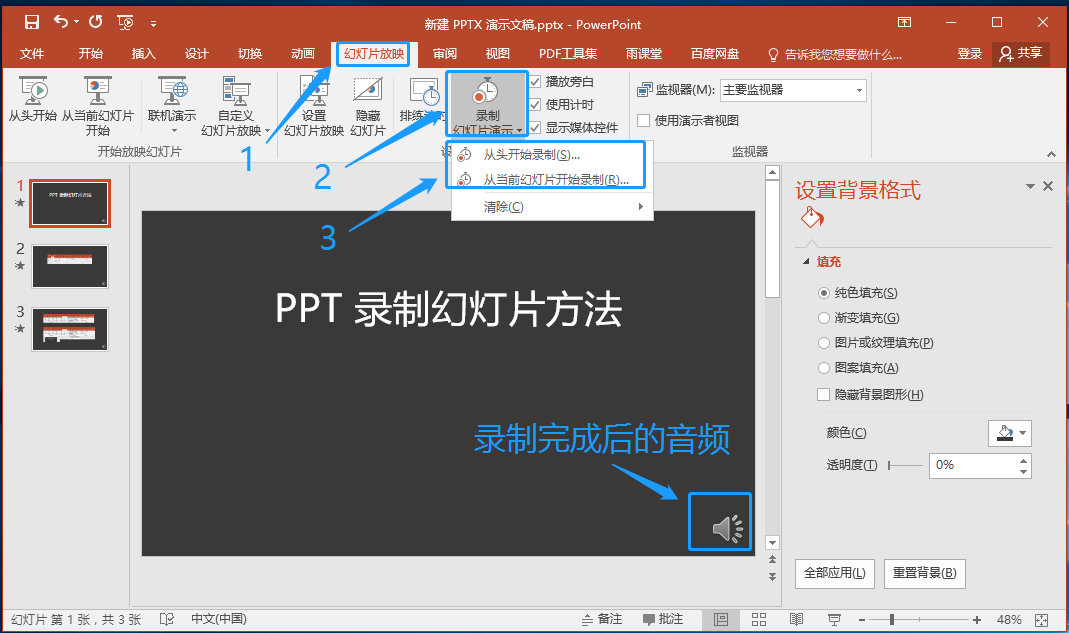 新建 PPTX 演示文稿.pptx - PowerPoint
文件 开始 插入 设计 切换 动画 幻灯片放映 审阅 视图 PDF工具集 雨课堂 百度网盘 告诉我您想要做什么... 登录 共享
从头开始 从当前幻灯片开始 联机演示 自定义幻灯片放映 设置幻灯片放映 隐藏幻灯片 录制幻灯片演示
播放旁白
使用计时
显示媒体控件
监视器(M): 主要监视器
使用演示者视图
开始放映幻灯片
监视器
从头开始录制(S)...
从当前幻灯片开始录制(R)...
清除(C)
1
2
3
1
2
3
PPT 录制幻灯片方法
PPT 录制幻灯片方法
录制完成后的音频
设置背景格式
填充
纯色填充(S)
渐变填充(G)
图片或纹理填充(P)
图案填充(A)
隐藏背景图形(H)
颜色(C)
透明度(T) 0%
全部应用(L) 重置背景(B)
幻灯片 第 1 张，共 3 张 中文(中国) 备注 批注 48%